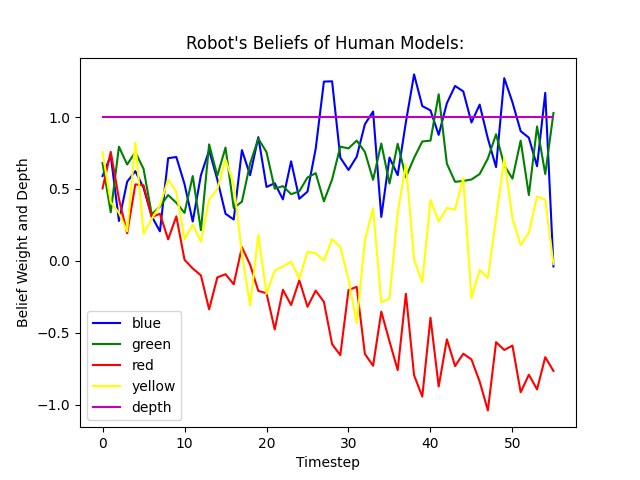 Robot's Beliefs of Human Models:
Belief Weight and Depth
1.0
0.5
0.0
−0.5
−1.0
blue
green
red
yellow
depth
0 10 20 30 40 50
Timestep